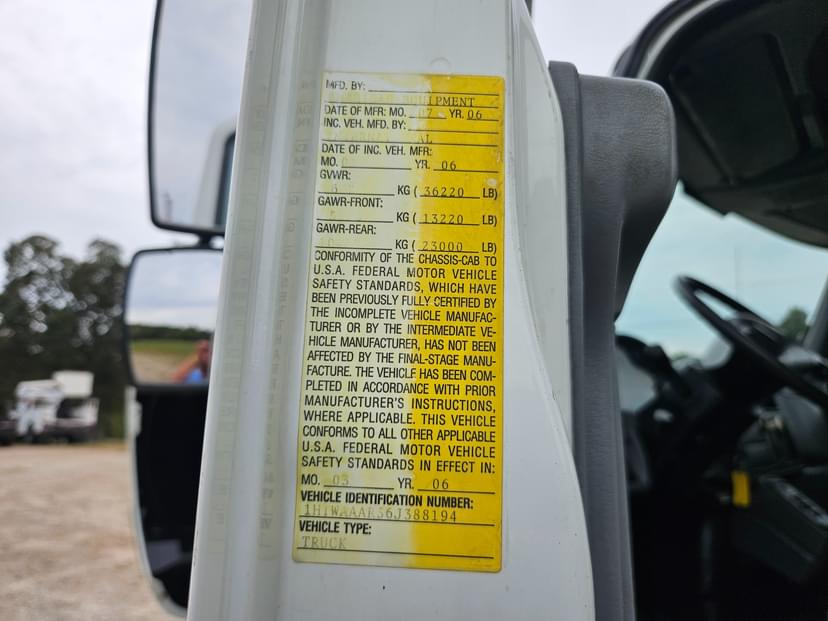 MFD. BY:
EQUIPMENT
DATE OF MFR: MO. 07 YR. 06
INC. VEH. MFD. BY:
DATE OF INC. VEH. MFR:
MO. YR. 06
GVWR:
KG ( 36220 LB)
GAWR-FRONT:
KG ( 13220 LB)
GAWR-REAR:
KG ( 23000 LB)
CONFORMITY OF THE CHASSIS-CAB TO
U.S.A. FEDERAL MOTOR VEHICLE
SAFETY STANDARDS, WHICH HAVE
BEEN PREVIOUSLY FULLY CERTIFIED BY
THE INCOMPLETE VEHICLE MANUFAC-
TURER OR BY THE INTERMEDIATE VE-
HICLE MANUFACTURER, HAS NOT BEEN
AFFECTED BY THE FINAL-STAGE MANU-
FACTURE. THE VEHICLE HAS BEEN COM-
PLETED IN ACCORDANCE WITH PRIOR
MANUFACTURER'S INSTRUCTIONS,
WHERE APPLICABLE. THIS VEHICLE
CONFORMS TO ALL OTHER APPLICABLE
U.S.A. FEDERAL MOTOR VEHICLE
SAFETY STANDARDS IN EFFECT IN:
MO. 03 YR. 06
VEHICLE IDENTIFICATION NUMBER:
1HTWAAAR36J388194
VEHICLE TYPE:
TRUCK